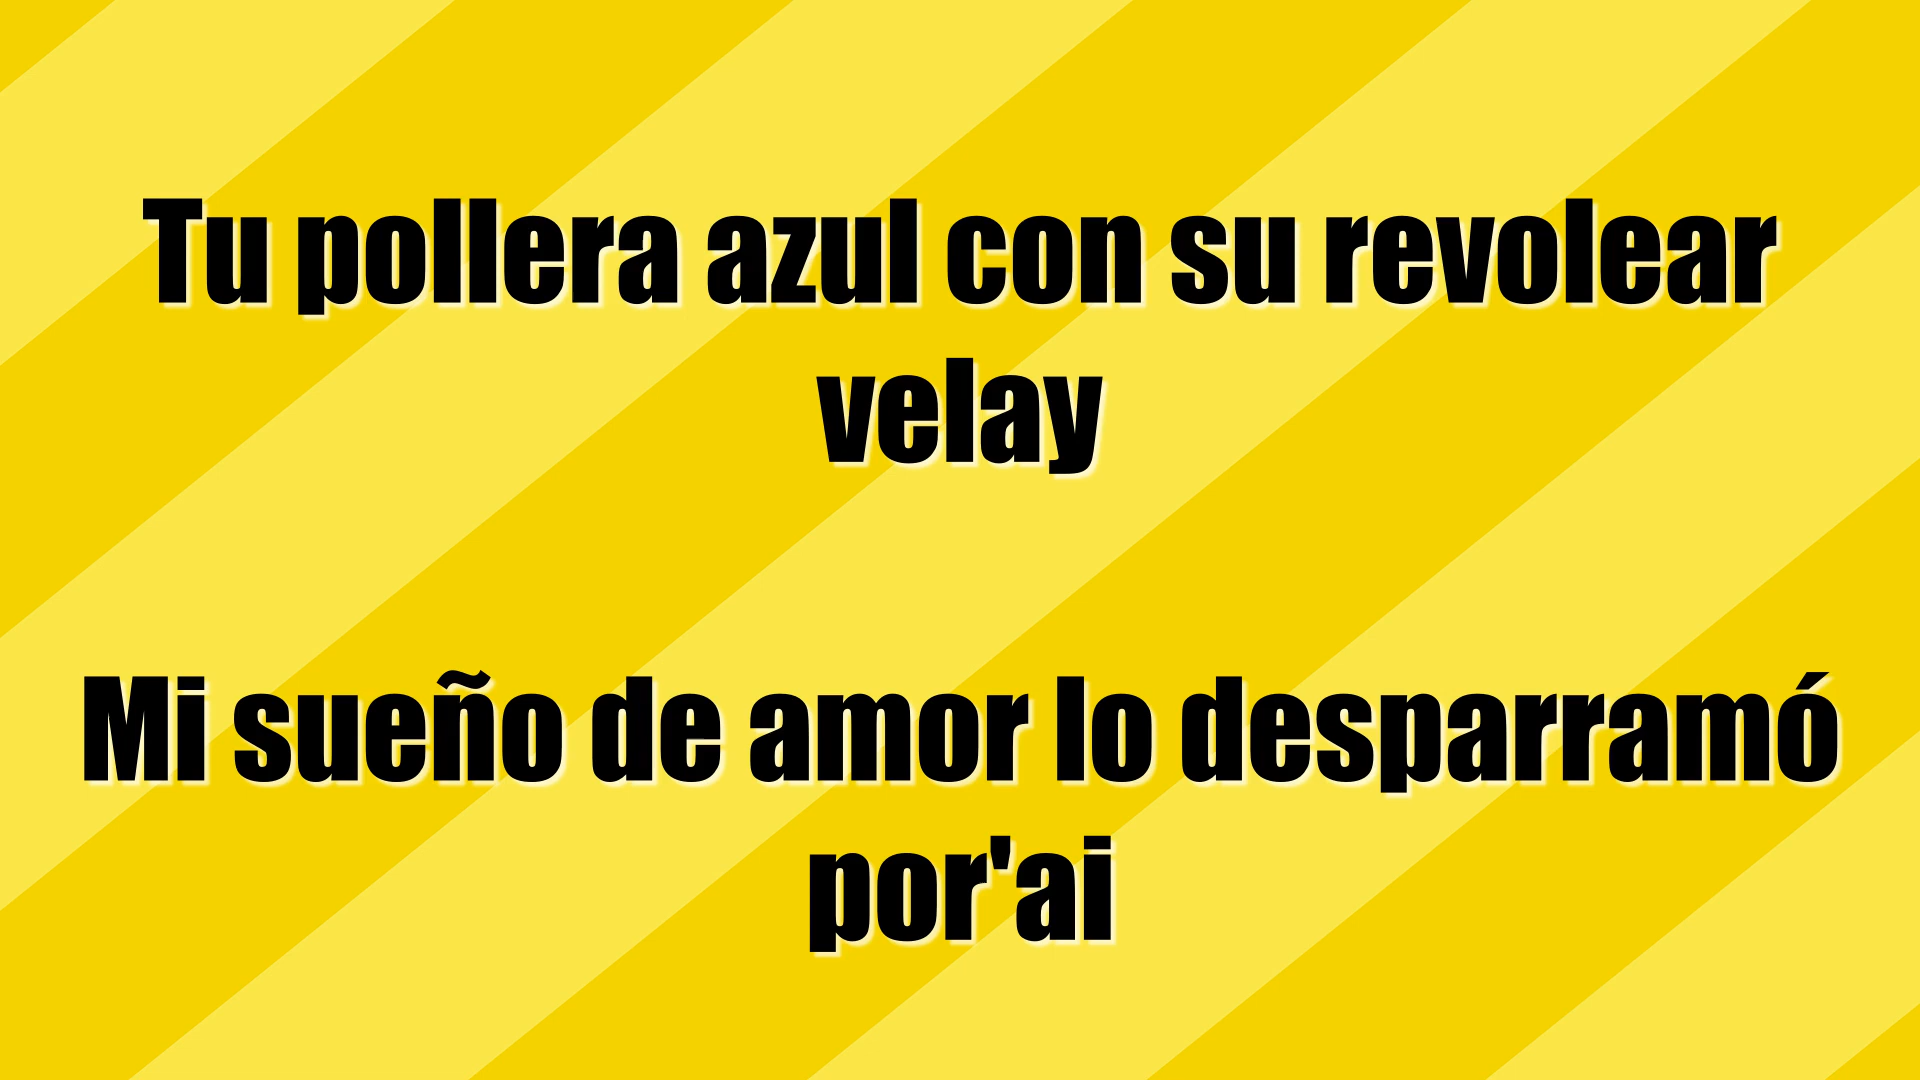 Tu pollera azul con su revolear
velay
Mi sueño de amor lo desparramó
por'ai